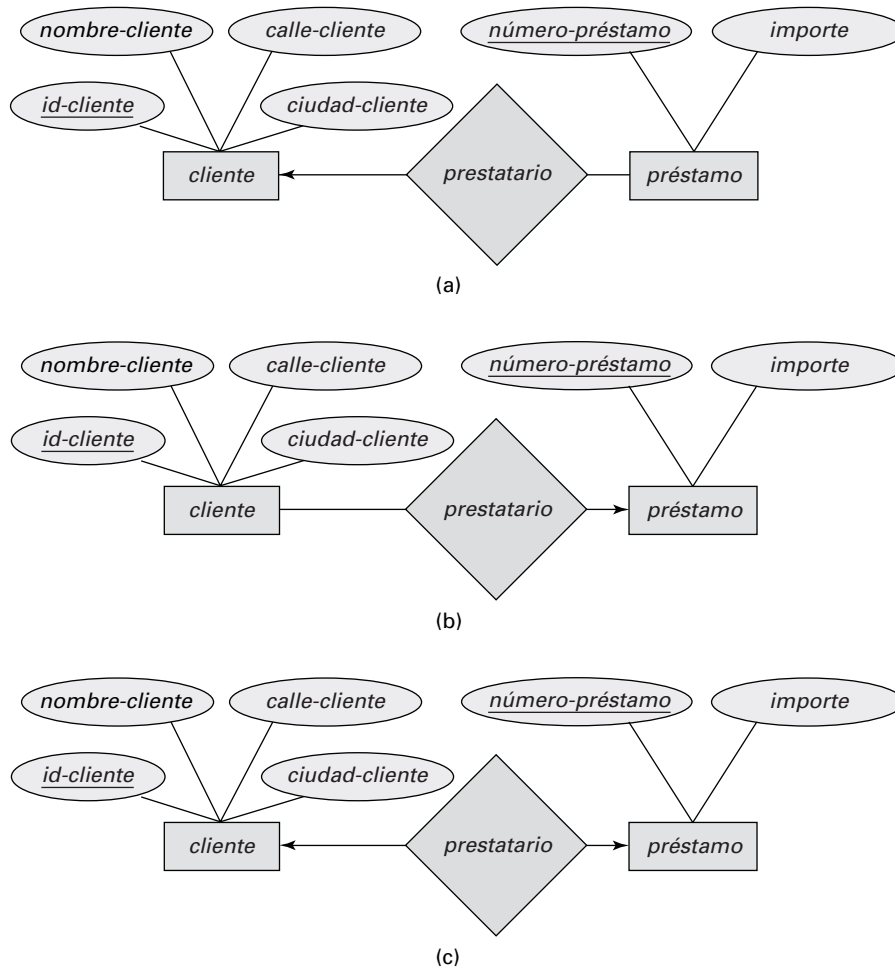 nombre-cliente calle-cliente número-préstamo importe
id-cliente ciudad-cliente
cliente prestatario préstamo
(a)
nombre-cliente calle-cliente número-préstamo importe
id-cliente ciudad-cliente
cliente prestatario préstamo
(b)
nombre-cliente calle-cliente número-préstamo importe
id-cliente ciudad-cliente
cliente prestatario préstamo
(c)